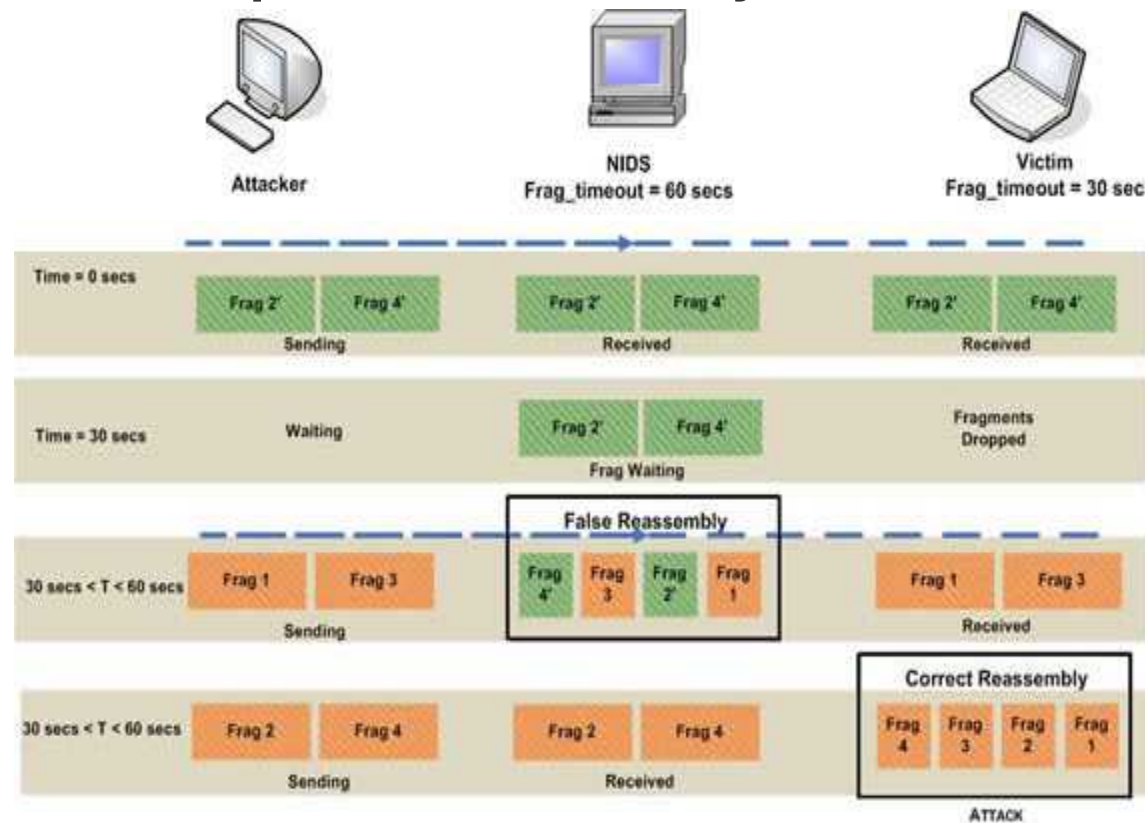 Attacker
NIDS
Frag_timeout = 60 secs
Victim
Frag_timeout = 30 sec
Time = 0 secs
Frag 2' Frag 4'
Sending
Frag 2' Frag 4'
Received
Frag 2' Frag 4'
Received
Time = 30 secs
Waiting
Frag 2' Frag 4'
Frag Waiting
Fragments
Dropped
False Reassembly
30 secs < T < 60 secs
Frag 1 Frag 3
Sending
Frag 4' Frag 3 Frag 2' Frag 1
Frag 1 Frag 3
Received
Correct Reassembly
30 secs < T < 60 secs
Frag 2 Frag 4
Sending
Frag 2 Frag 4
Received
Frag 4 Frag 3 Frag 2 Frag 1
ATTACK